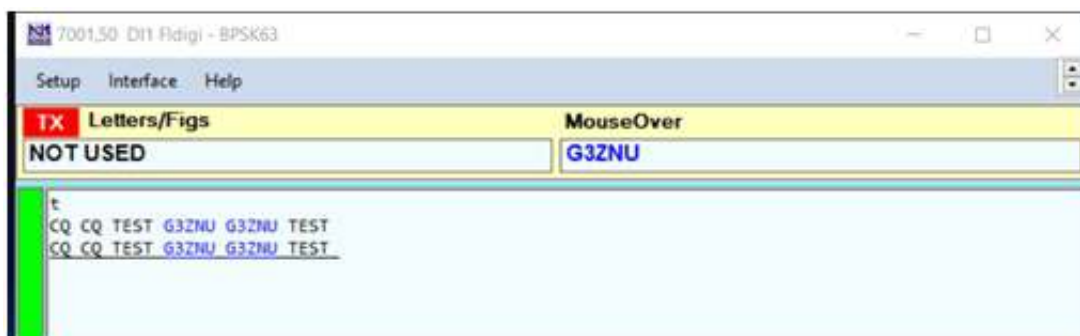 7001,50 DI1 Fldigi - BPSK63
Setup Interface Help
TX Letters/Figs MouseOver
NOT USED G3ZNU
t
CQ CQ TEST G3ZNU G3ZNU TEST
CQ CQ TEST G3ZNU G3ZNU TEST